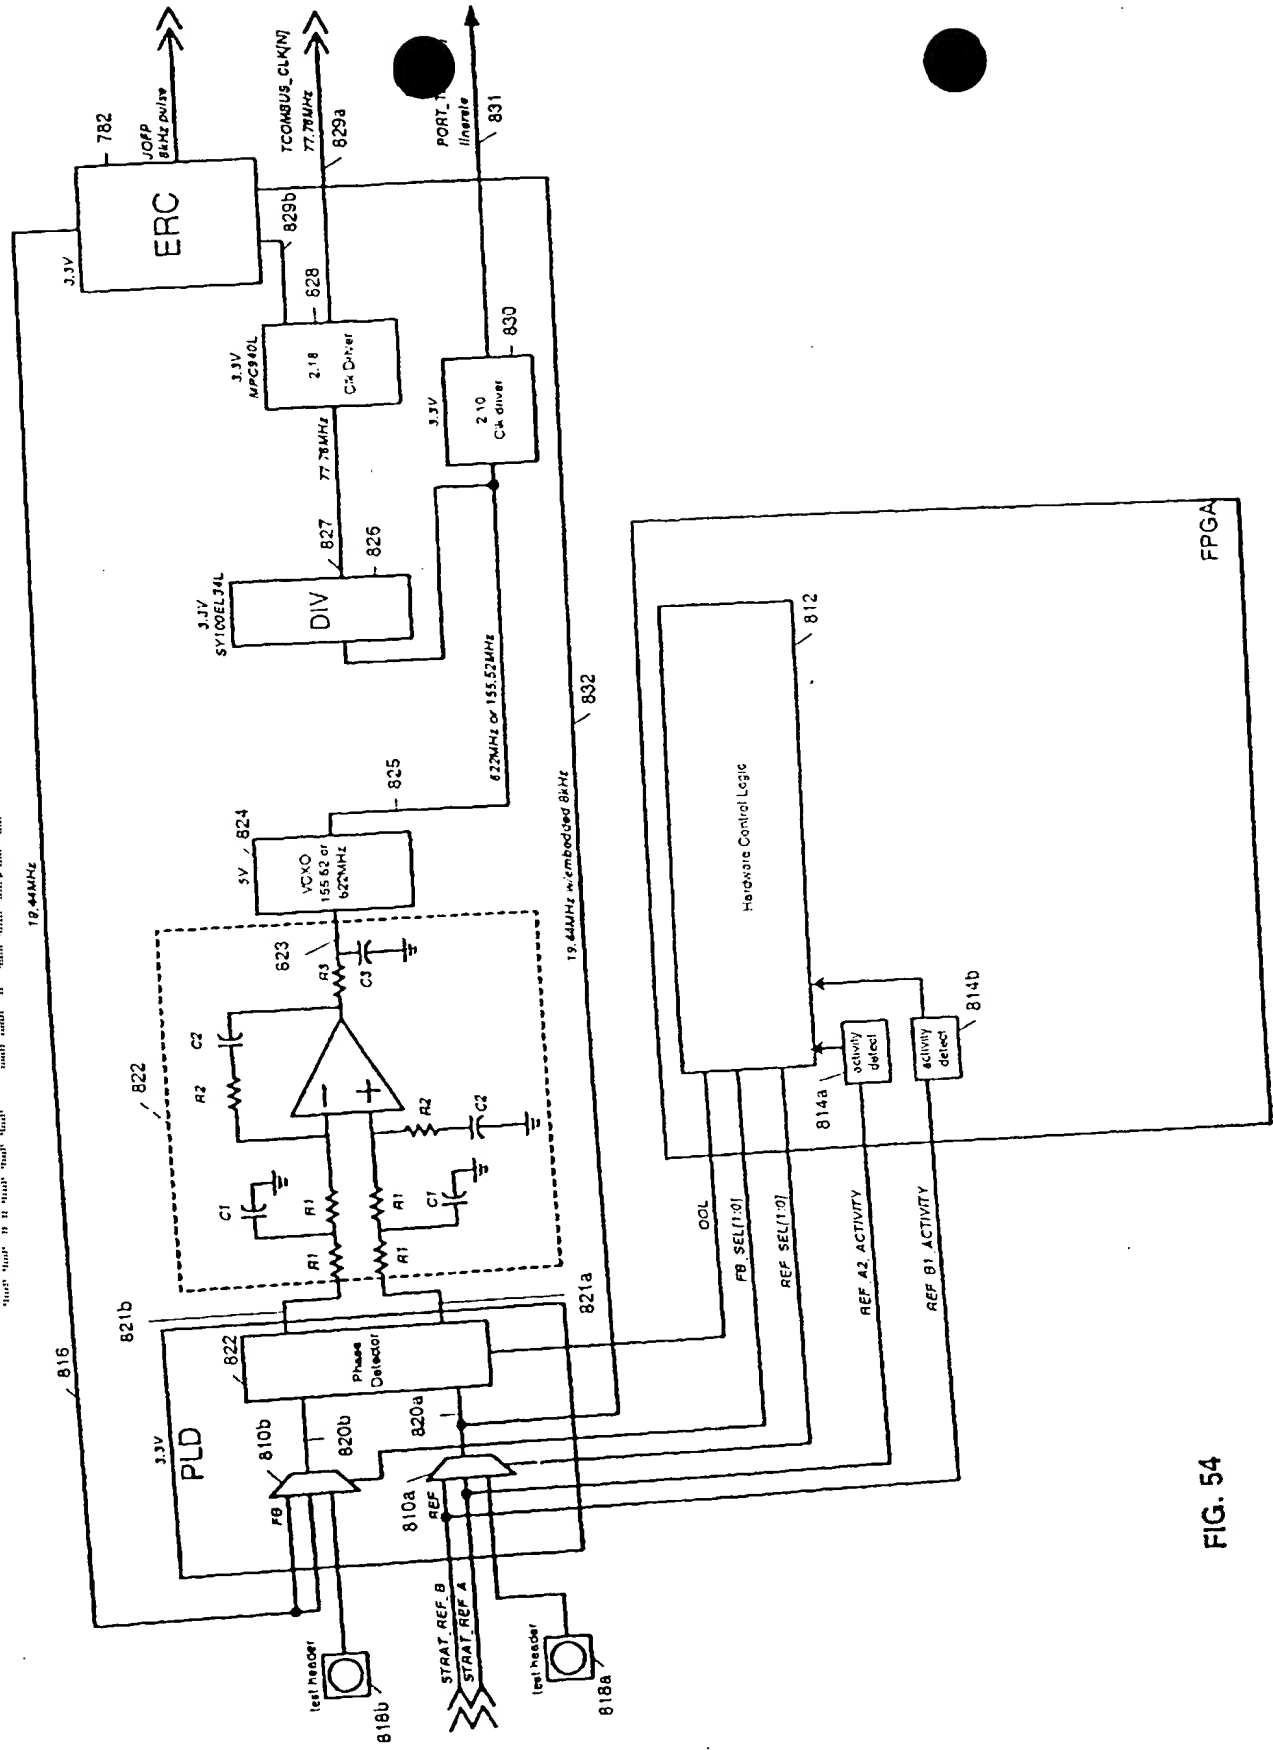 19.44MHz
816
782
3.3V
ERC
JOFP
8kHz pulse
829b
TCOMBUS_CLK[N]
77.76MHz
829a
3.3V
MPC940L
2.18
Clk Driver
628
77.76MHz
827
826
3.3V
SY100EL34L
DIV
PORT_T
linerate
831
3.3V
2.10
Clk driver
830
5V
824
VCXO
155.52 or
622MHz
825
622MHz or 155.52MHz
822
823
R3
C3
C2
R2
R2
C2
C1
R1
R1
R1
R1
C1
821b
821a
3.3V
PLD
822
Phase
Detector
810b
820b
820a
FB
810a
REF
test header
818b
STRAT_REF_B
STRAT_REF_A
test header
818a
19.44MHz w/embedded 8kHz
832
812
Hardware Control Logic
FPGA
814a
activity
detect
activity
detect
814b
OOL
FB_SEL[1:0]
REF_SEL[1:0]
REF_A2_ACTIVITY
REF_B1_ACTIVITY
FIG. 54